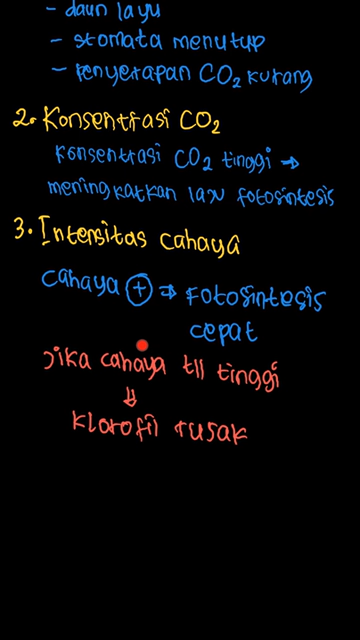 - daun layu
- stomata menutup
- penyerapan CO₂ kurang
2. Konsentrasi CO₂
Konsentrasi CO₂ tinggi →
meningkatkan laju fotosintesis
3. Intensitas cahaya
cahaya (+) ⇒ Fotosintesis
cepat
jika cahaya tll tinggi
⇓
klorofil rusak